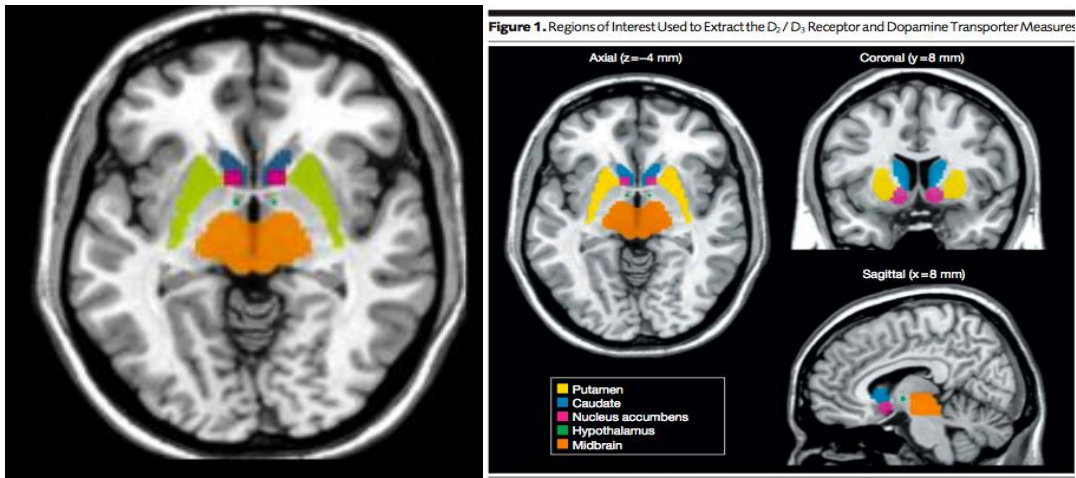 Figure 1. Regions of Interest Used to Extract the D2 / D3 Receptor and Dopamine Transporter Measures
Axial (z=–4 mm)
Coronal (y=8 mm)
Sagittal (x=8 mm)
Putamen
Caudate
Nucleus accumbens
Hypothalamus
Midbrain